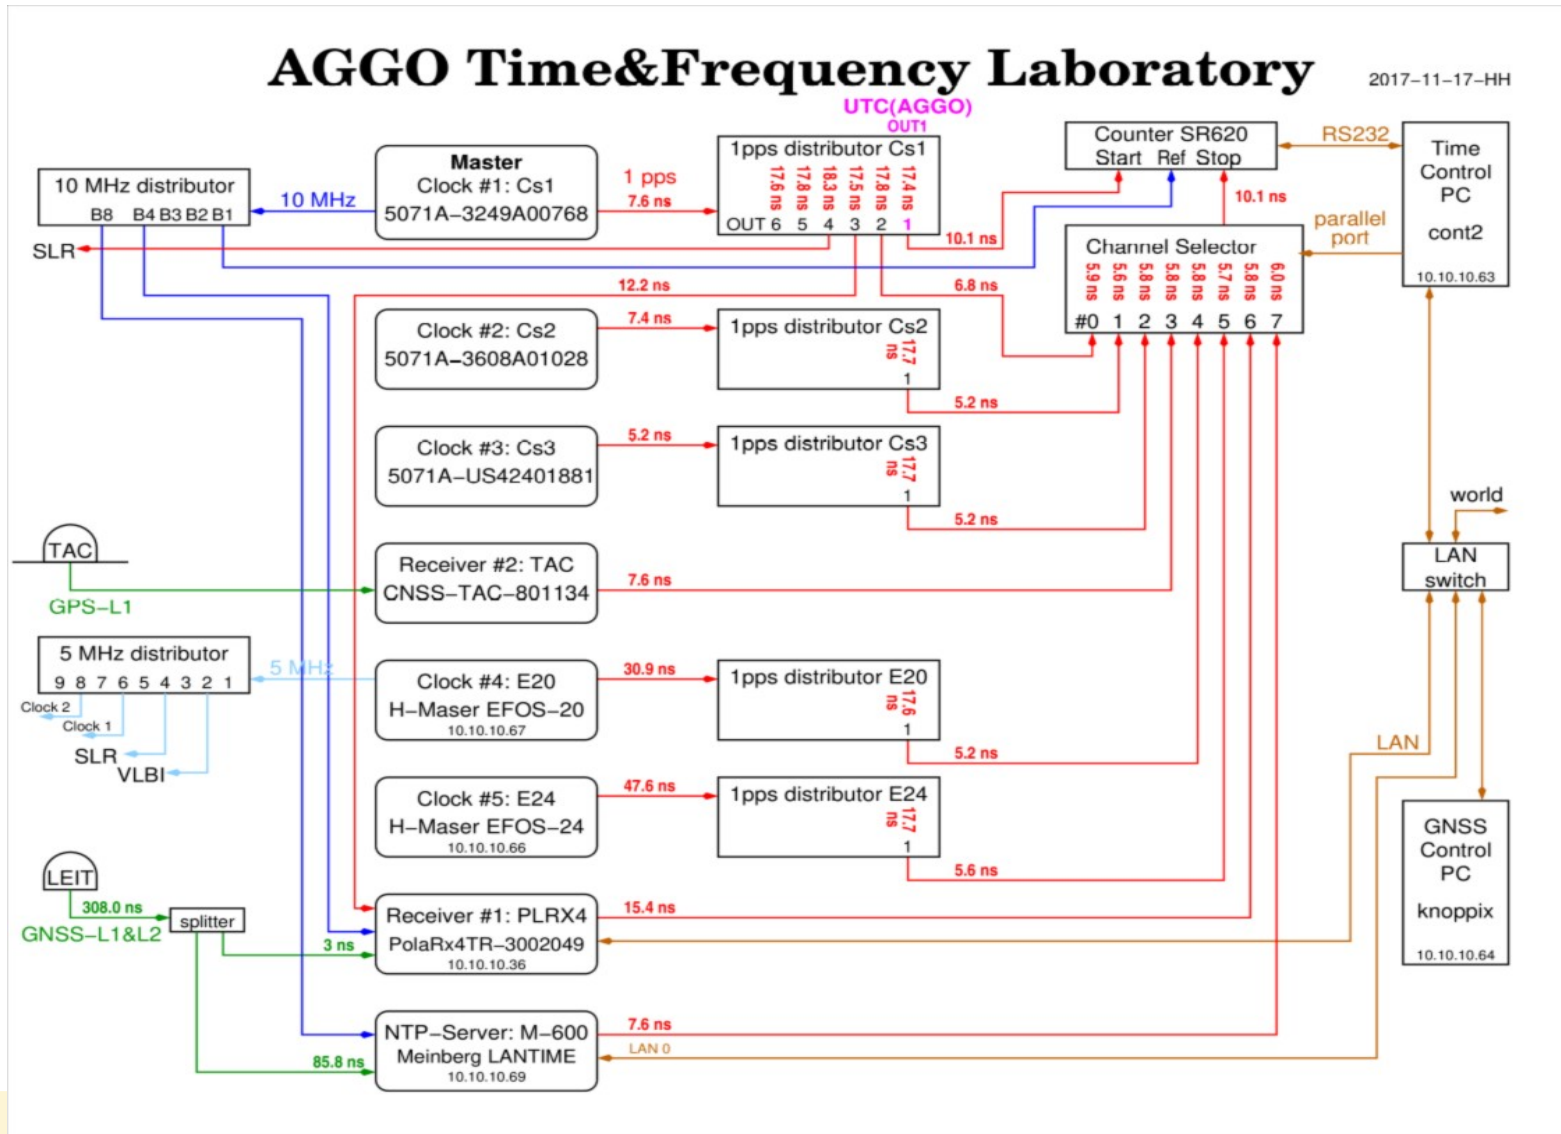 AGGO Time&Frequency Laboratory
2017-11-17-HH
UTC(AGGO)
OUT1
10 MHz distributor
B8 B4 B3 B2 B1
10 MHz
Master
Clock #1: Cs1
5071A-3249A00768
1 pps
7.6 ns
1pps distributor Cs1
17.6 ns 17.8 ns 18.3 ns 17.5 ns 17.8 ns 17.4 ns
OUT 6 5 4 3 2 1
Counter SR620
Start Ref Stop
RS232
Time
Control
PC
cont2
10.10.10.63
10.1 ns
parallel
port
SLR
10.1 ns
Channel Selector
5.9 ns 5.6 ns 5.8 ns 5.8 ns 5.8 ns 5.7 ns 5.8 ns 6.0 ns
#0 1 2 3 4 5 6 7
12.2 ns
6.8 ns
Clock #2: Cs2
5071A-3608A01028
7.4 ns
1pps distributor Cs2
17.7
ns
1
5.2 ns
Clock #3: Cs3
5071A-US42401881
5.2 ns
1pps distributor Cs3
17.7
ns
1
5.2 ns
world
LAN
switch
TAC
GPS-L1
Receiver #2: TAC
CNSS-TAC-801134
7.6 ns
5 MHz distributor
9 8 7 6 5 4 3 2 1
5 MHz
Clock 2
Clock 1
SLR
VLBI
Clock #4: E20
H-Maser EFOS-20
10.10.10.67
30.9 ns
1pps distributor E20
17.6
ns
1
5.2 ns
LAN
Clock #5: E24
H-Maser EFOS-24
10.10.10.66
47.6 ns
1pps distributor E24
17.7
ns
1
5.6 ns
GNSS
Control
PC
knoppix
10.10.10.64
LEIT
308.0 ns
GNSS-L1&L2
splitter
3 ns
Receiver #1: PLRX4
PolaRx4TR-3002049
10.10.10.36
15.4 ns
NTP-Server: M-600
Meinberg LANTIME
10.10.10.69
7.6 ns
LAN 0
85.8 ns